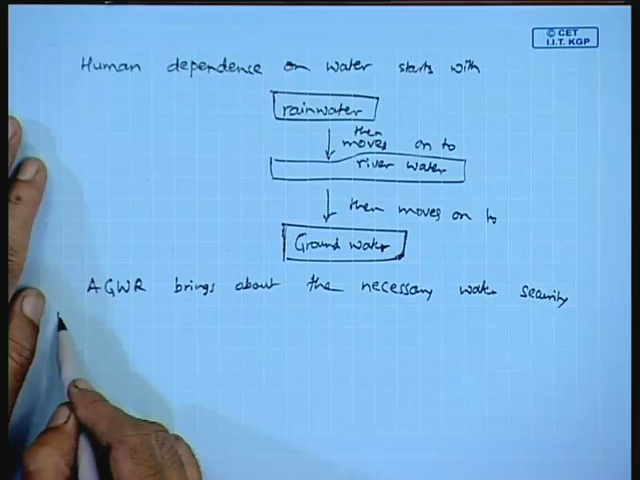 © CET
I.I.T. KGP
Human dependence on water starts with
rainwater
then
moves on to
river water
then moves on to
Ground water
AGWR brings about the necessary water security